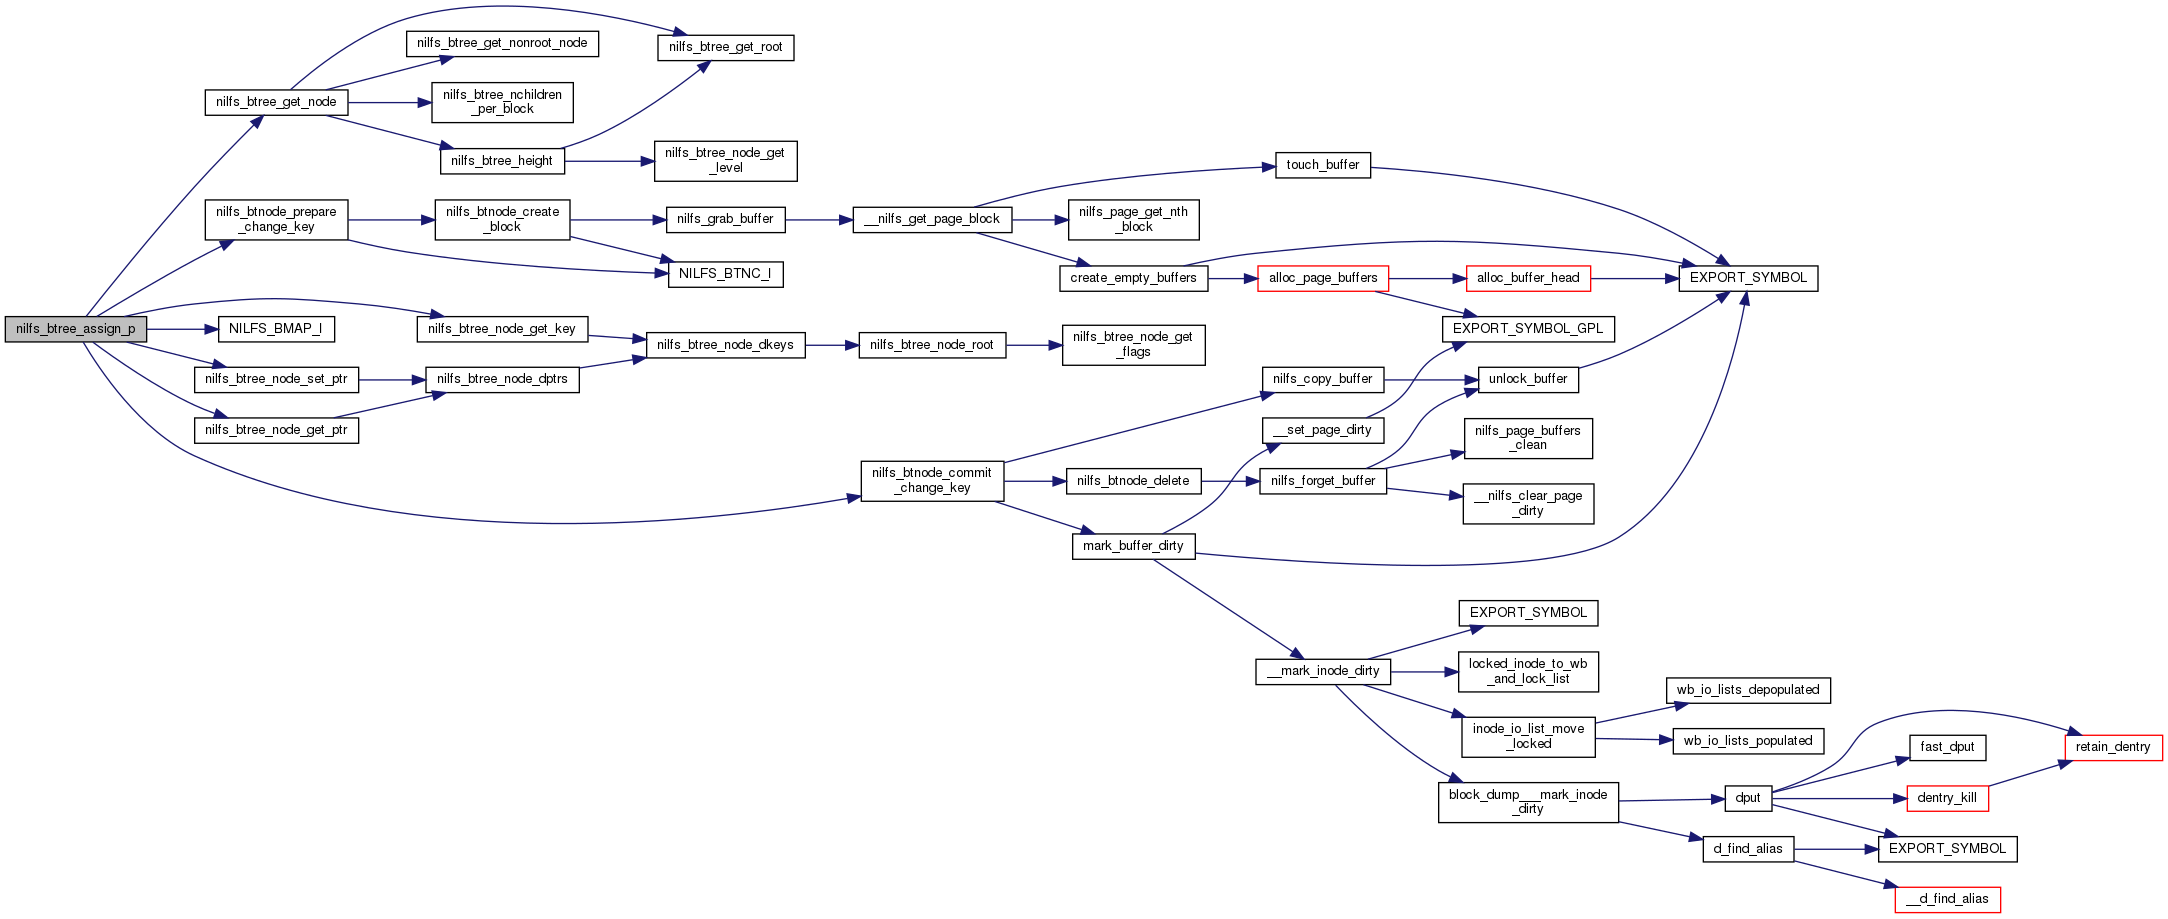 nilfs_btree_assign_p
nilfs_btree_get_node
nilfs_btree_get_nonroot_node
nilfs_btree_get_root
nilfs_btree_nchildren
_per_block
nilfs_btree_height
nilfs_btree_node_get
_level
nilfs_btnode_prepare
_change_key
nilfs_btnode_create
_block
nilfs_grab_buffer
NILFS_BTNC_I
__nilfs_get_page_block
touch_buffer
nilfs_page_get_nth
_block
create_empty_buffers
alloc_page_buffers
alloc_buffer_head
EXPORT_SYMBOL
EXPORT_SYMBOL_GPL
NILFS_BMAP_I
nilfs_btree_node_get_key
nilfs_btree_node_set_ptr
nilfs_btree_node_get_ptr
nilfs_btree_node_dptrs
nilfs_btree_node_dkeys
nilfs_btree_node_root
nilfs_btree_node_get
_flags
nilfs_btnode_commit
_change_key
nilfs_copy_buffer
unlock_buffer
__set_page_dirty
nilfs_btnode_delete
nilfs_forget_buffer
nilfs_page_buffers
_clean
__nilfs_clear_page
_dirty
mark_buffer_dirty
__mark_inode_dirty
EXPORT_SYMBOL
locked_inode_to_wb
_and_lock_list
inode_io_list_move
_locked
wb_io_lists_depopulated
wb_io_lists_populated
block_dump___mark_inode
_dirty
dput
fast_dput
retain_dentry
dentry_kill
d_find_alias
EXPORT_SYMBOL
__d_find_alias